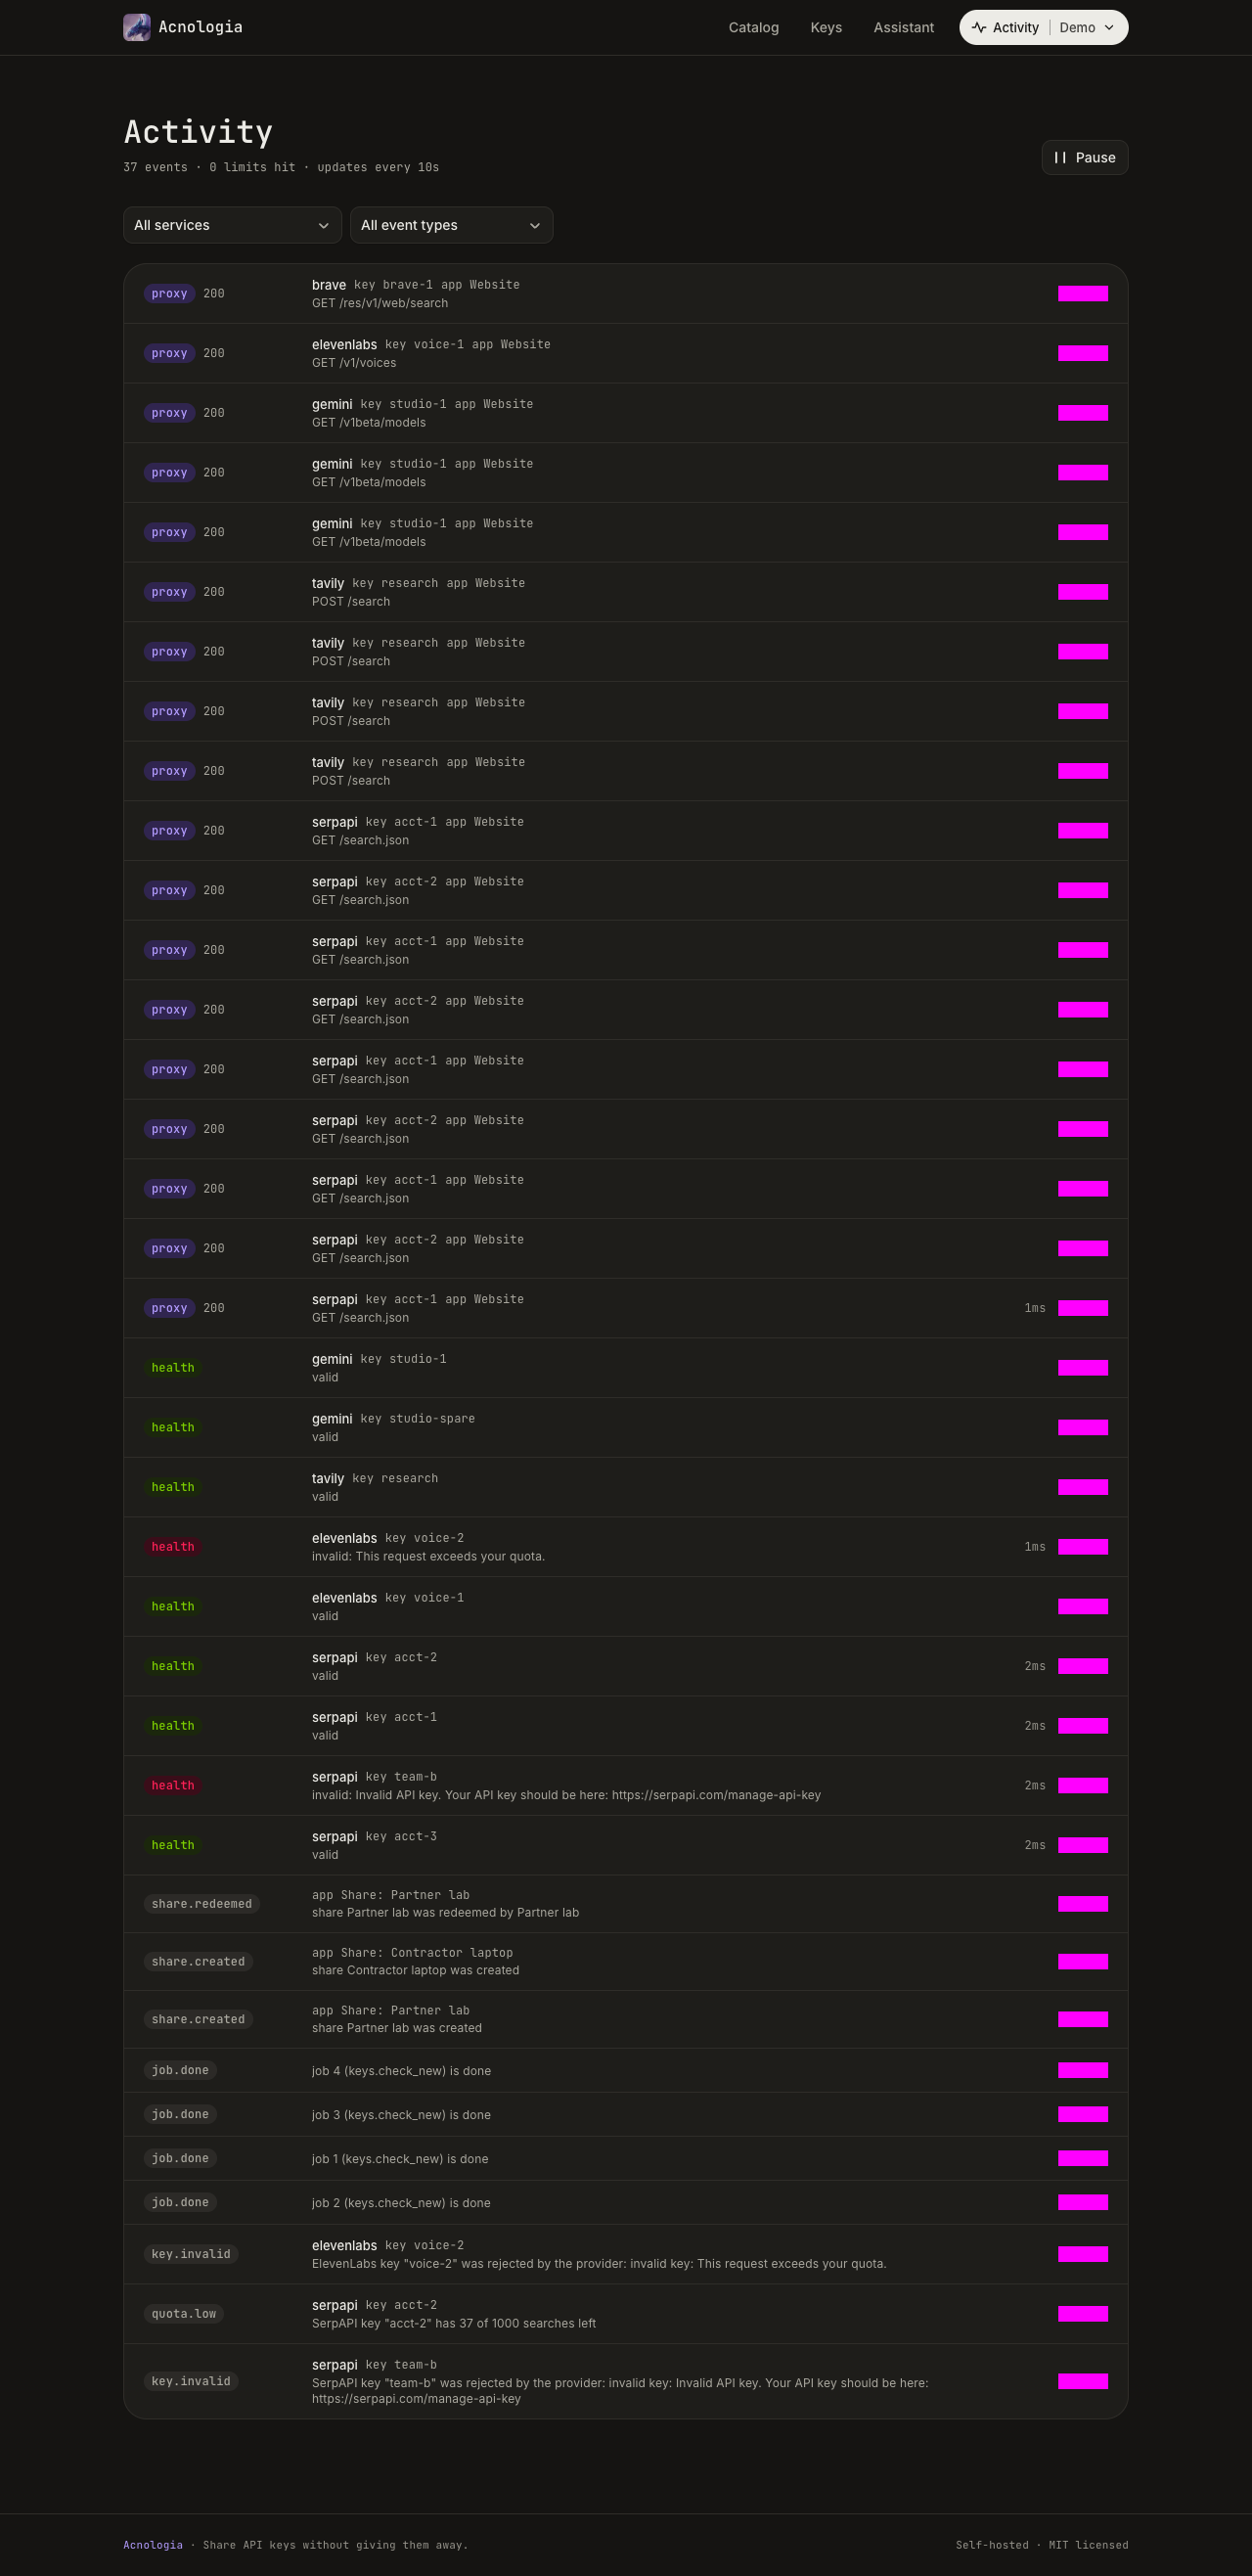 Acnologia
Catalog Keys Assistant Activity Demo
Activity
37 events · 0 limits hit · updates every 10s
Pause
All services All event types
proxy 200 brave key brave-1 app Website
GET /res/v1/web/search
proxy 200 elevenlabs key voice-1 app Website
GET /v1/voices
proxy 200 gemini key studio-1 app Website
GET /v1beta/models
proxy 200 gemini key studio-1 app Website
GET /v1beta/models
proxy 200 gemini key studio-1 app Website
GET /v1beta/models
proxy 200 tavily key research app Website
POST /search
proxy 200 tavily key research app Website
POST /search
proxy 200 tavily key research app Website
POST /search
proxy 200 tavily key research app Website
POST /search
proxy 200 serpapi key acct-1 app Website
GET /search.json
proxy 200 serpapi key acct-2 app Website
GET /search.json
proxy 200 serpapi key acct-1 app Website
GET /search.json
proxy 200 serpapi key acct-2 app Website
GET /search.json
proxy 200 serpapi key acct-1 app Website
GET /search.json
proxy 200 serpapi key acct-2 app Website
GET /search.json
proxy 200 serpapi key acct-1 app Website
GET /search.json
proxy 200 serpapi key acct-2 app Website
GET /search.json
proxy 200 serpapi key acct-1 app Website 1ms
GET /search.json
health gemini key studio-1
valid
health gemini key studio-spare
valid
health tavily key research
valid
health elevenlabs key voice-2 1ms
invalid: This request exceeds your quota.
health elevenlabs key voice-1
valid
health serpapi key acct-2 2ms
valid
health serpapi key acct-1 2ms
valid
health serpapi key team-b 2ms
invalid: Invalid API key. Your API key should be here: https://serpapi.com/manage-api-key
health serpapi key acct-3 2ms
valid
share.redeemed app Share: Partner lab
share Partner lab was redeemed by Partner lab
share.created app Share: Contractor laptop
share Contractor laptop was created
share.created app Share: Partner lab
share Partner lab was created
job.done job 4 (keys.check_new) is done
job.done job 3 (keys.check_new) is done
job.done job 1 (keys.check_new) is done
job.done job 2 (keys.check_new) is done
key.invalid elevenlabs key voice-2
ElevenLabs key "voice-2" was rejected by the provider: invalid key: This request exceeds your quota.
quota.low serpapi key acct-2
SerpAPI key "acct-2" has 37 of 1000 searches left
key.invalid serpapi key team-b
SerpAPI key "team-b" was rejected by the provider: invalid key: Invalid API key. Your API key should be here:
https://serpapi.com/manage-api-key
Acnologia · Share API keys without giving them away. Self-hosted · MIT licensed